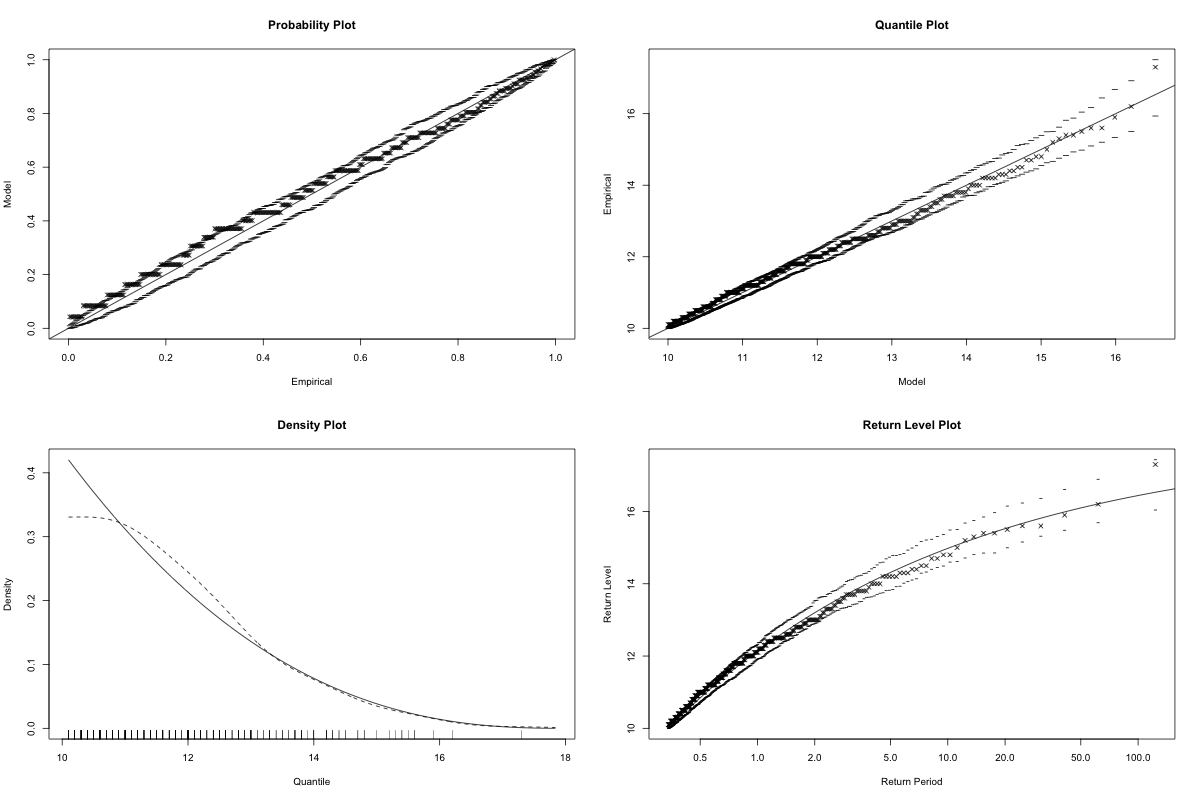 Probability Plot
Model
1.0
0.8
0.6
0.4
0.2
0.0
0.0 0.2 0.4 0.6 0.8 1.0
Empirical
Quantile Plot
Empirical
16
14
12
10
10 11 12 13 14 15 16
Model
Density Plot
Density
0.4
0.3
0.2
0.1
0.0
10 12 14 16 18
Quantile
Return Level Plot
Return Level
16
14
12
10
0.5 1.0 2.0 5.0 10.0 20.0 50.0 100.0
Return Period